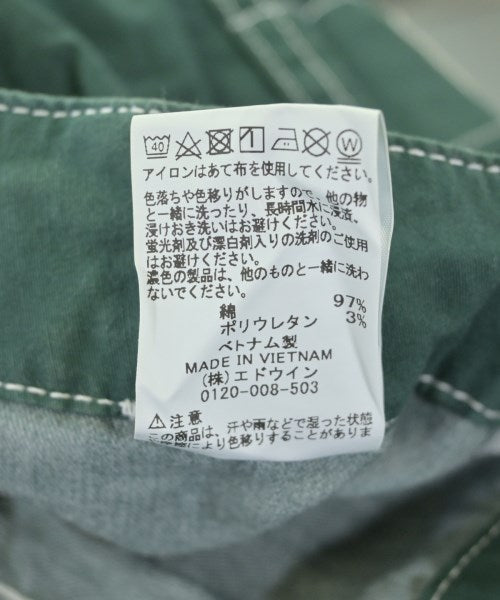 40 1 W
アイロンはあて布を使用してください。
色落ちや色移りがしますので、他の物
と一緒に洗ったり、長時間水に浸漬、
浸けおき洗いはお避けください。
蛍光剤及び漂白剤入りの洗剤のご使用
はお避けください。
濃色の製品は、他のものと一緒に洗わ
ないでください。
綿 97%
ポリウレタン 3%
ベトナム製
MADE IN VIETNAM
(株)エドウイン
0120-008-503
⚠注意
この商品は、汗や雨などで湿った状態
により色移りすることがありま